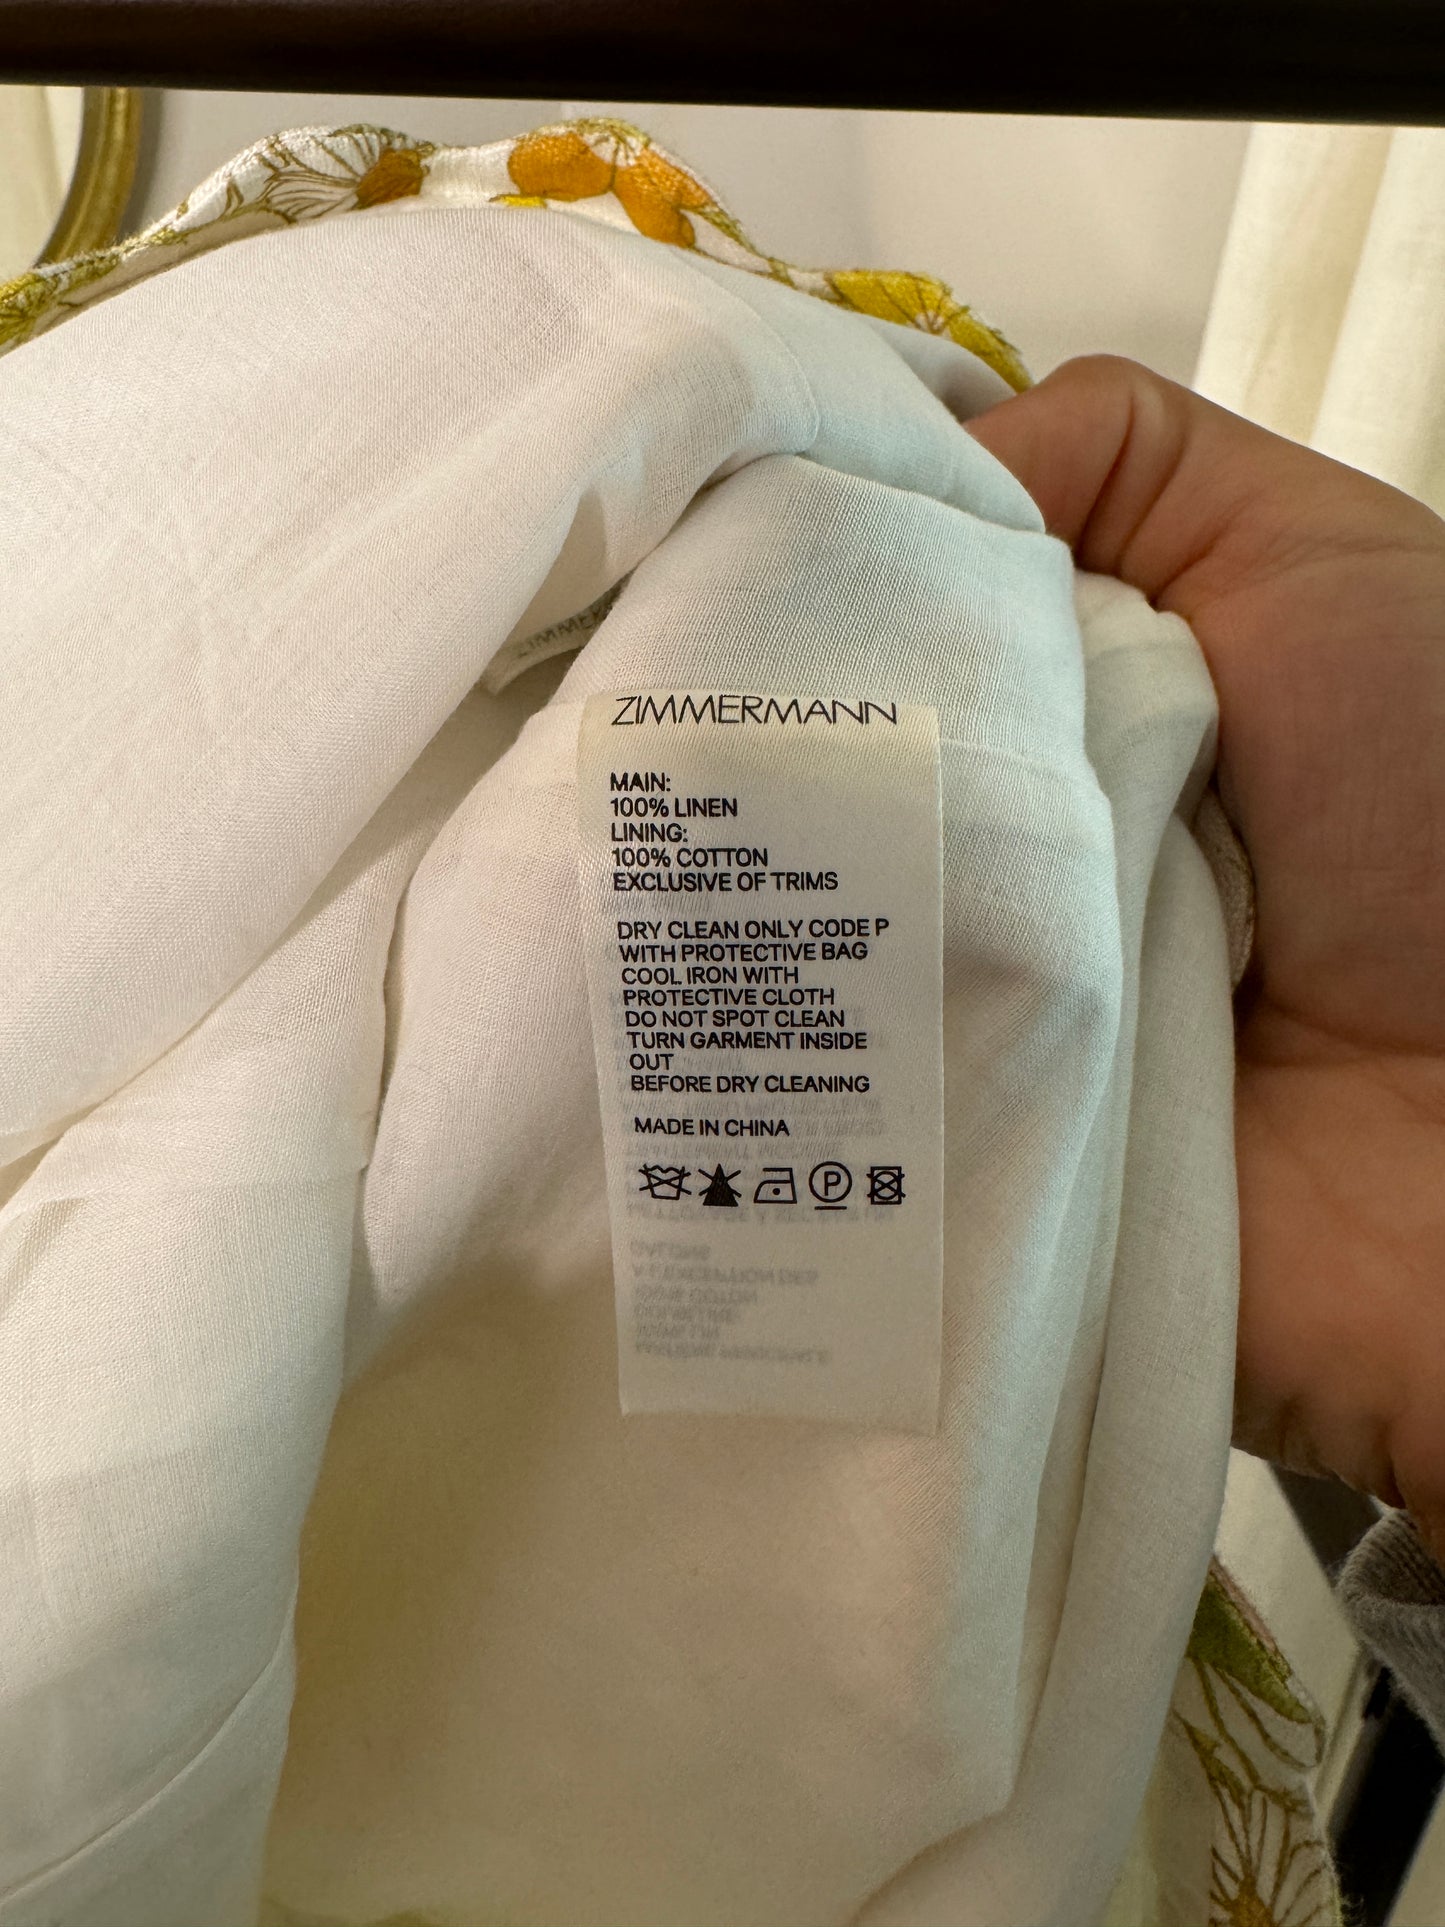 ZIMMERMANN
MAIN:
100% LINEN
LINING:
100% COTTON
EXCLUSIVE OF TRIMS
DRY CLEAN ONLY CODE P
WITH PROTECTIVE BAG
COOL IRON WITH
PROTECTIVE CLOTH
DO NOT SPOT CLEAN
TURN GARMENT INSIDE
OUT
BEFORE DRY CLEANING
MADE IN CHINA
P